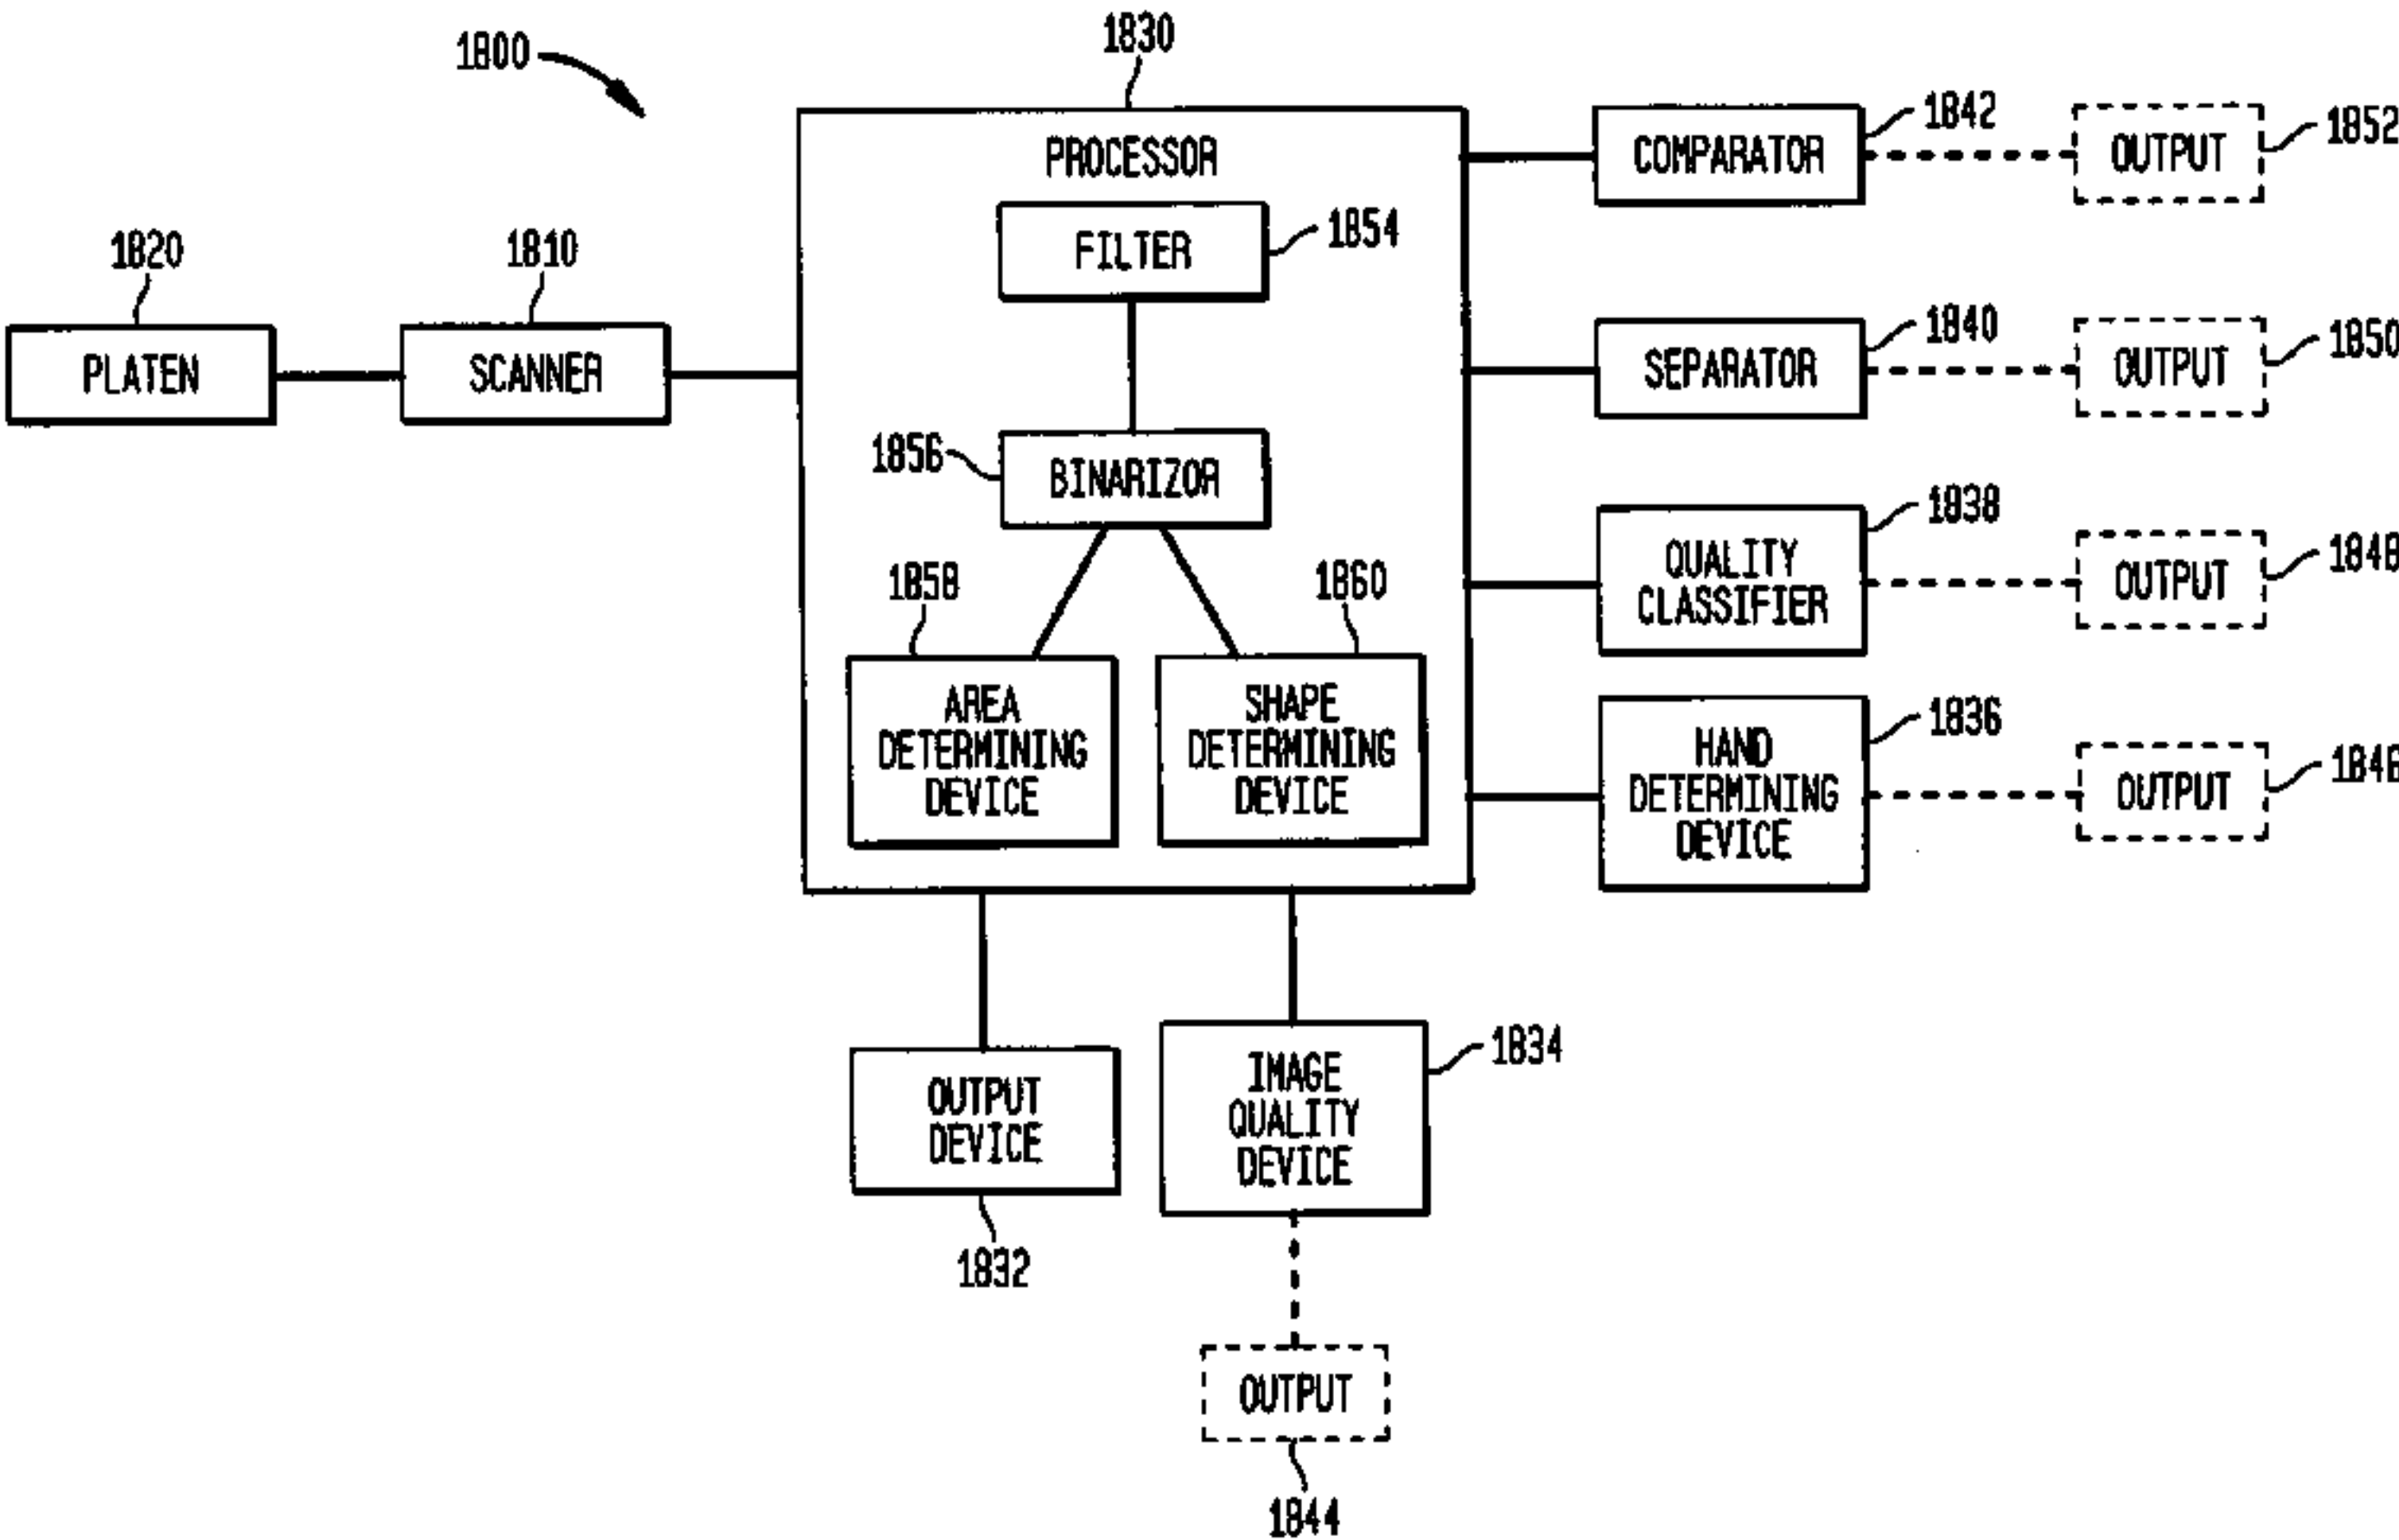 1800
1830
PROCESSOR
FILTER
1854
BINARIZOR
1856
AREA
DETERMINING
DEVICE
1858
SHAPE
DETERMINING
DEVICE
1860
1820
PLATEN
1810
SCANNER
COMPARATOR
1842
OUTPUT
1852
SEPARATOR
1840
OUTPUT
1850
QUALITY
CLASSIFIER
1838
OUTPUT
1848
HAND
DETERMINING
DEVICE
1836
OUTPUT
OUTPUT
DEVICE
1832
IMAGE
QUALITY
DEVICE
1834
OUTPUT
1844